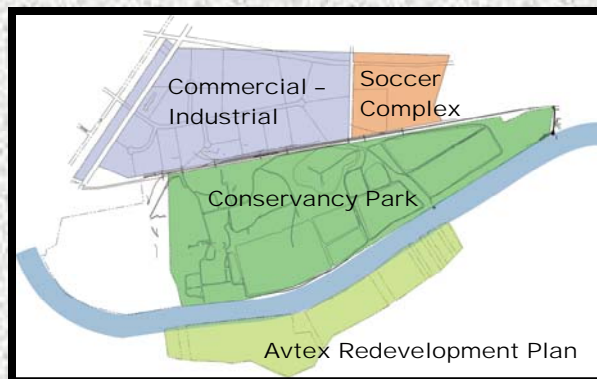 Commercial –
Industrial
Soccer
Complex
Conservancy Park
Avtex Redevelopment Plan